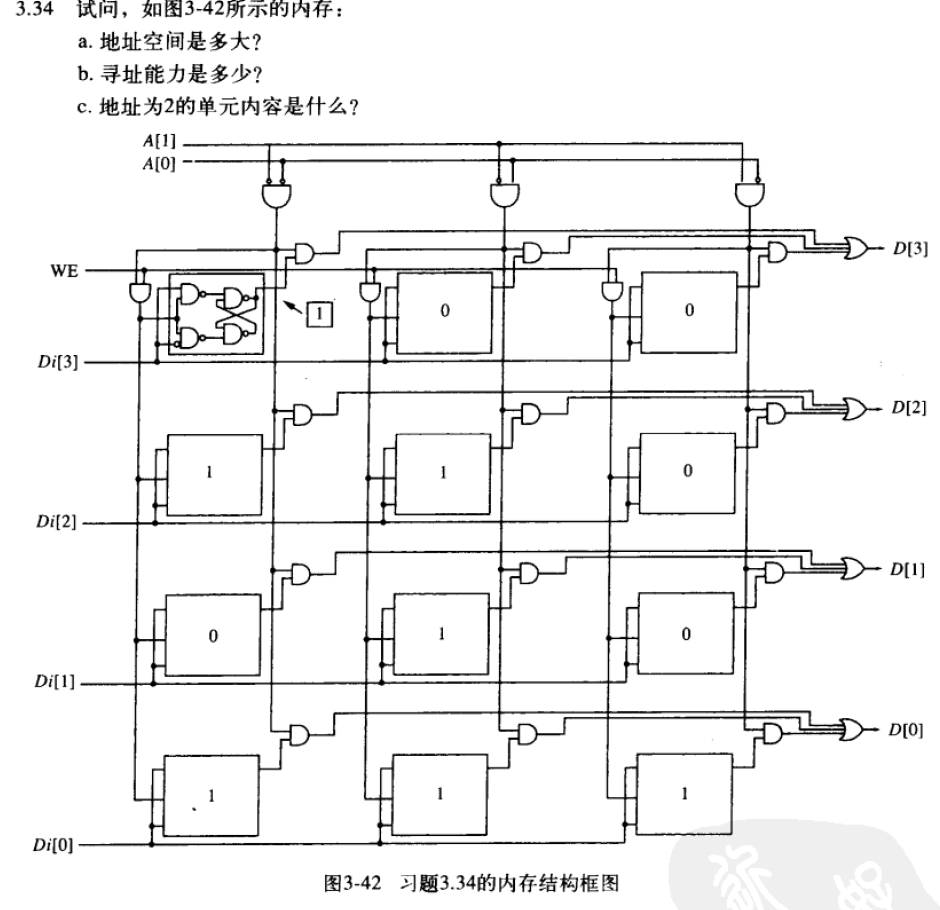 3.34 试问，如图3-42所示的内存：
a. 地址空间是多大？
b. 寻址能力是多少？
c. 地址为2的单元内容是什么？
A[1]
A[0]
D[3]
WE
1
0
0
Di[3]
D[2]
1
1
0
Di[2]
D[1]
0
1
0
Di[1]
D[0]
1
1
1
Di[0]
图3-42 习题3.34的内存结构框图